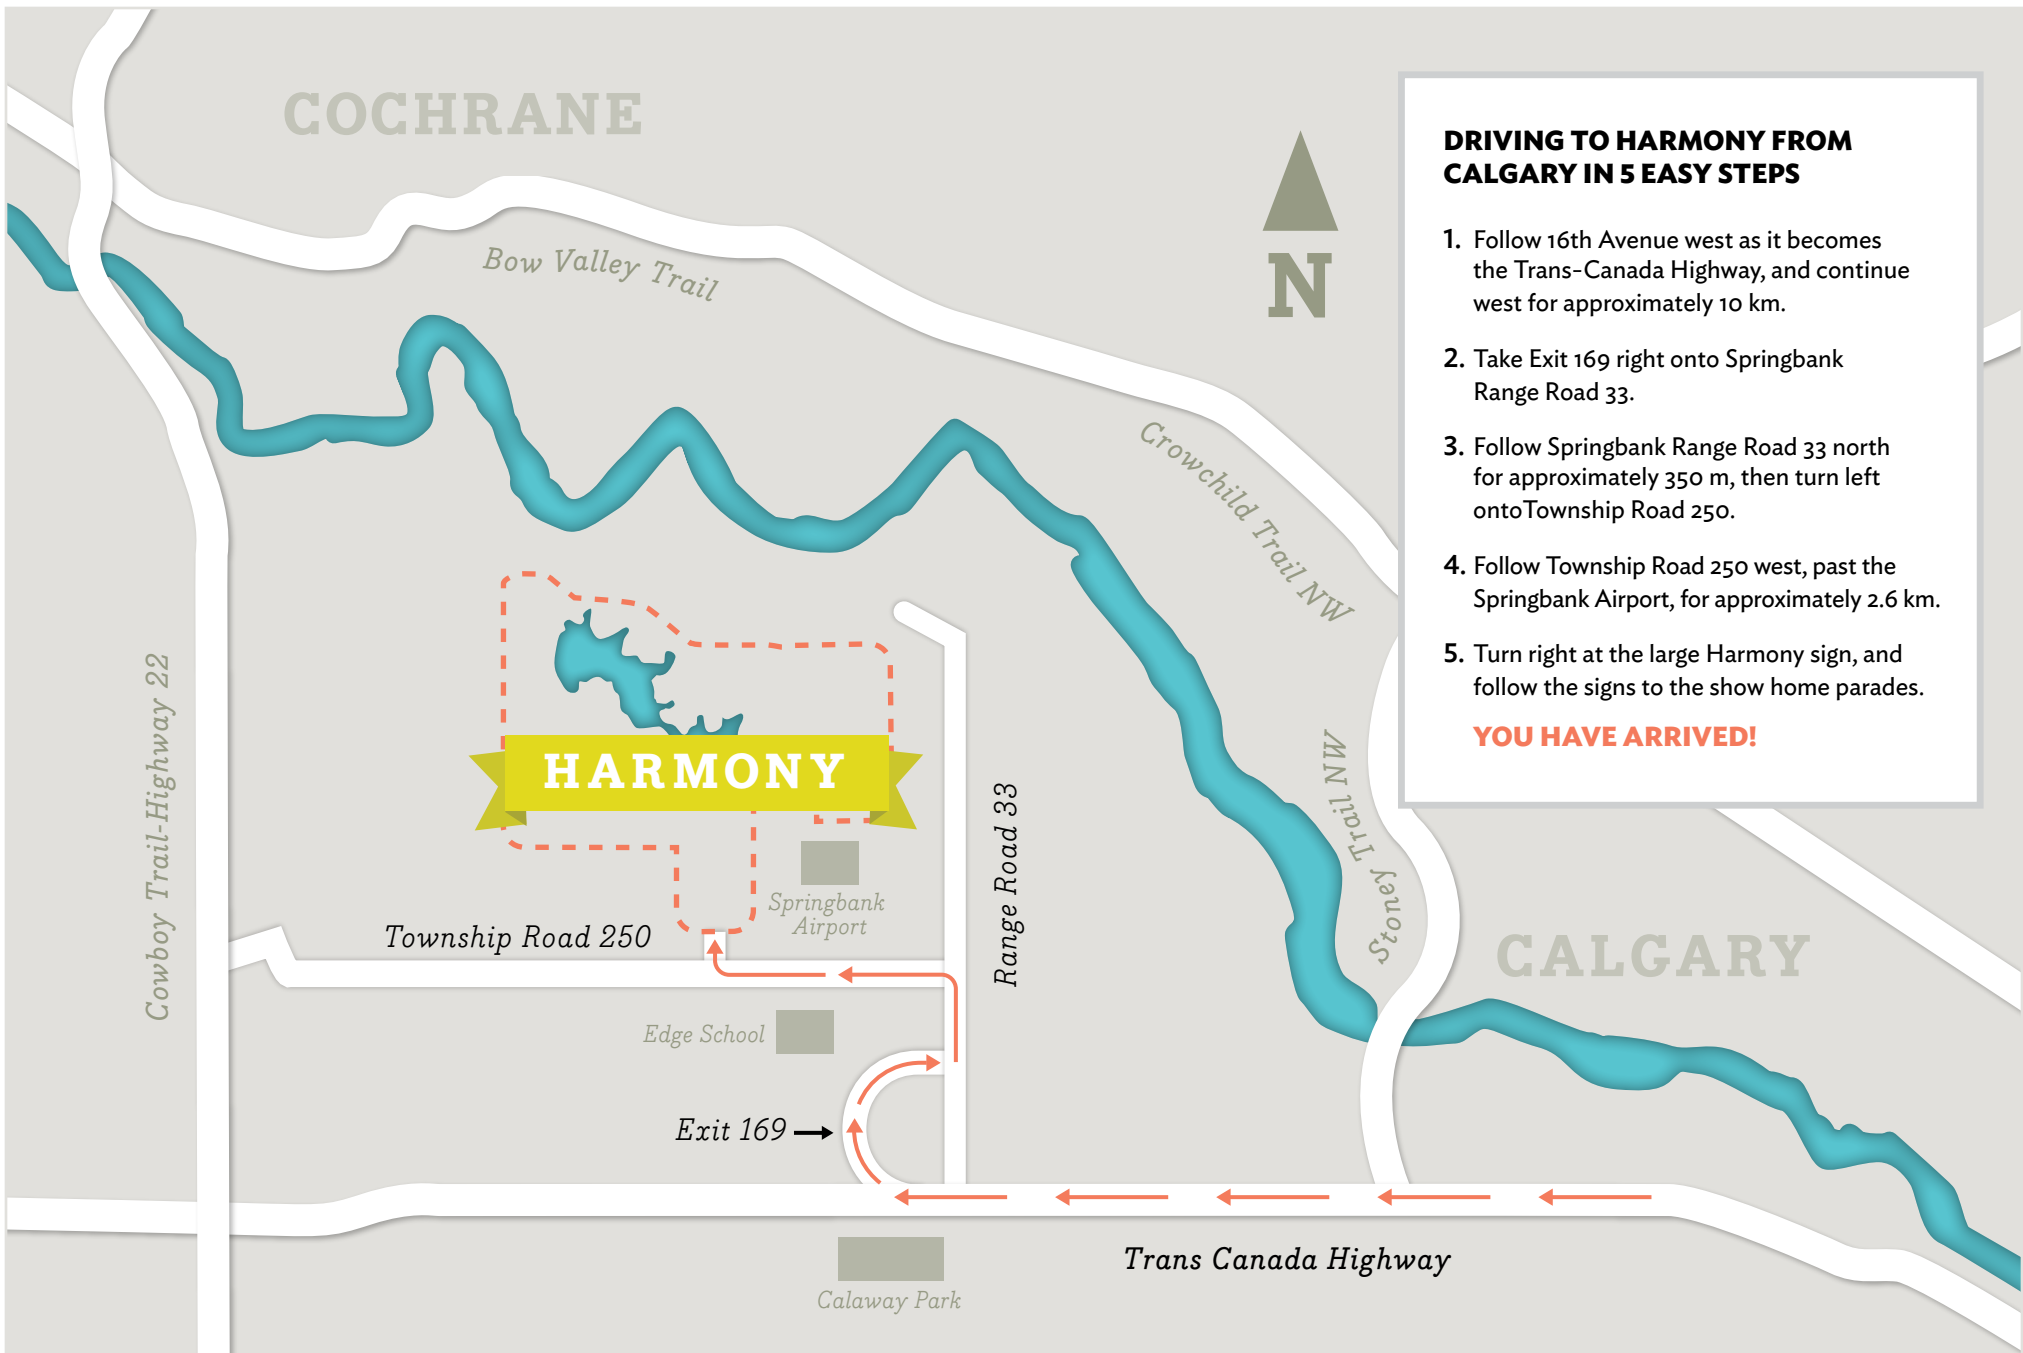 COCHRANE
Bow Valley Trail
N
DRIVING TO HARMONY FROM
CALGARY IN 5 EASY STEPS
1. Follow 16th Avenue west as it becomes
the Trans-Canada Highway, and continue
west for approximately 10 km.
2. Take Exit 169 right onto Springbank
Range Road 33.
3. Follow Springbank Range Road 33 north
for approximately 350 m, then turn left
ontoTownship Road 250.
4. Follow Township Road 250 west, past the
Springbank Airport, for approximately 2.6 km.
5. Turn right at the large Harmony sign, and
follow the signs to the show home parades.
YOU HAVE ARRIVED!
Crowchild Trail NW
Cowboy Trail-Highway 22
HARMONY
Range Road 33
Stoney Trail NW
Springbank
Airport
Township Road 250
CALGARY
Edge School
Exit 169
Trans Canada Highway
Calaway Park